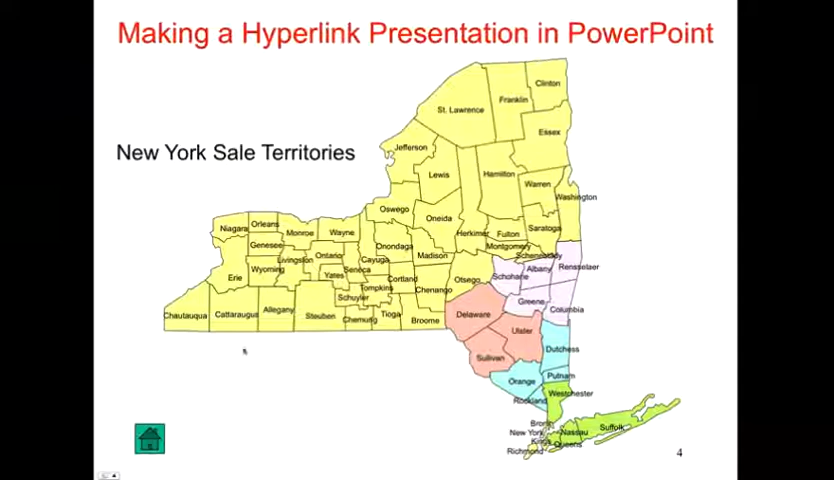 Making a Hyperlink Presentation in PowerPoint
Clinton
Franklin
St. Lawrence
Essex
Jefferson
New York Sale Territories
Lewis
Hamilton
Warren
Washington
Oswego
Oneida
Niagara
Orleans
Monroe
Wayne
Herkimer
Fulton
Saratoga
Genesee
Onondaga
Montgomery
Madison
Schenectady
Livingston
Ontario
Cayuga
Wyoming
Seneca
Albany
Rensselaer
Erie
Yates
Cortland
Otsego
Schoharie
Tompkins
Chenango
Schuyler
Greene
Chautauqua
Cattaraugus
Allegany
Steuben
Chemung
Tioga
Broome
Delaware
Columbia
Ulster
Dutchess
Sullivan
Orange
Putnam
Westchester
Rockland
Bronx
New York
Nassau
Suffolk
Kings
Queens
Richmond
4